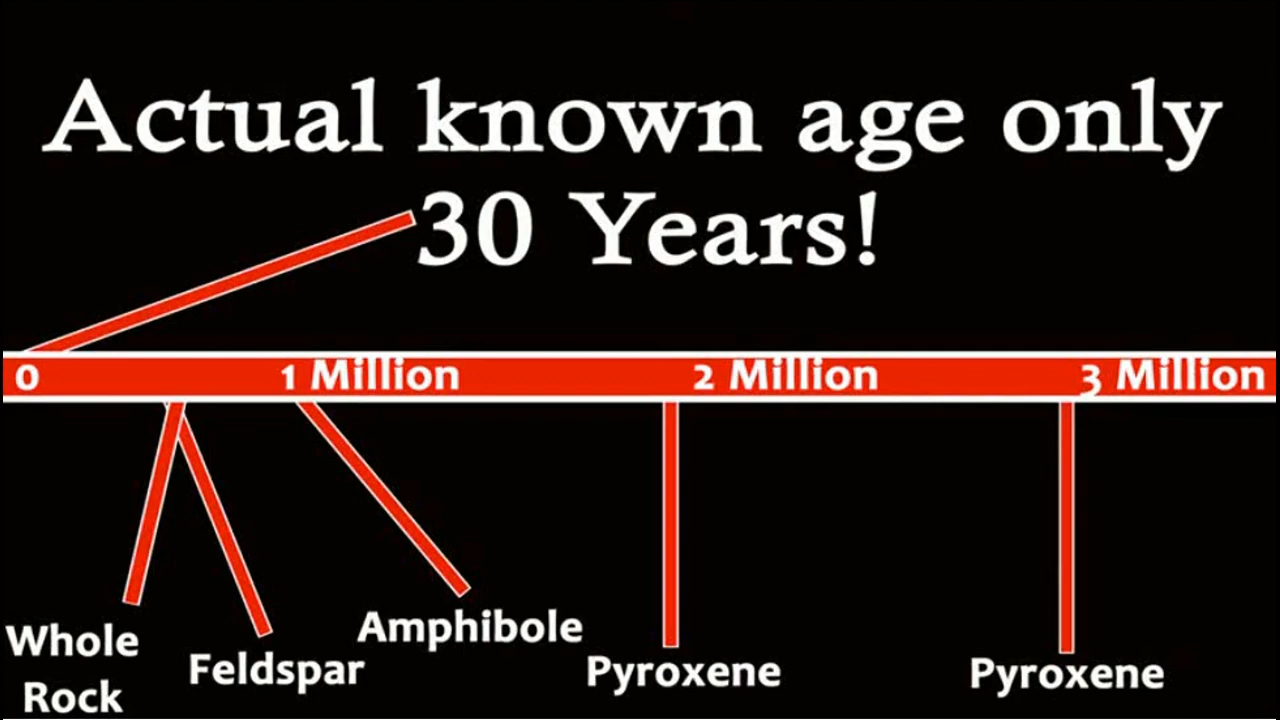 Actual known age only
30 Years!
0 1 Million 2 Million 3 Million
Whole
Rock
Feldspar
Amphibole
Pyroxene
Pyroxene